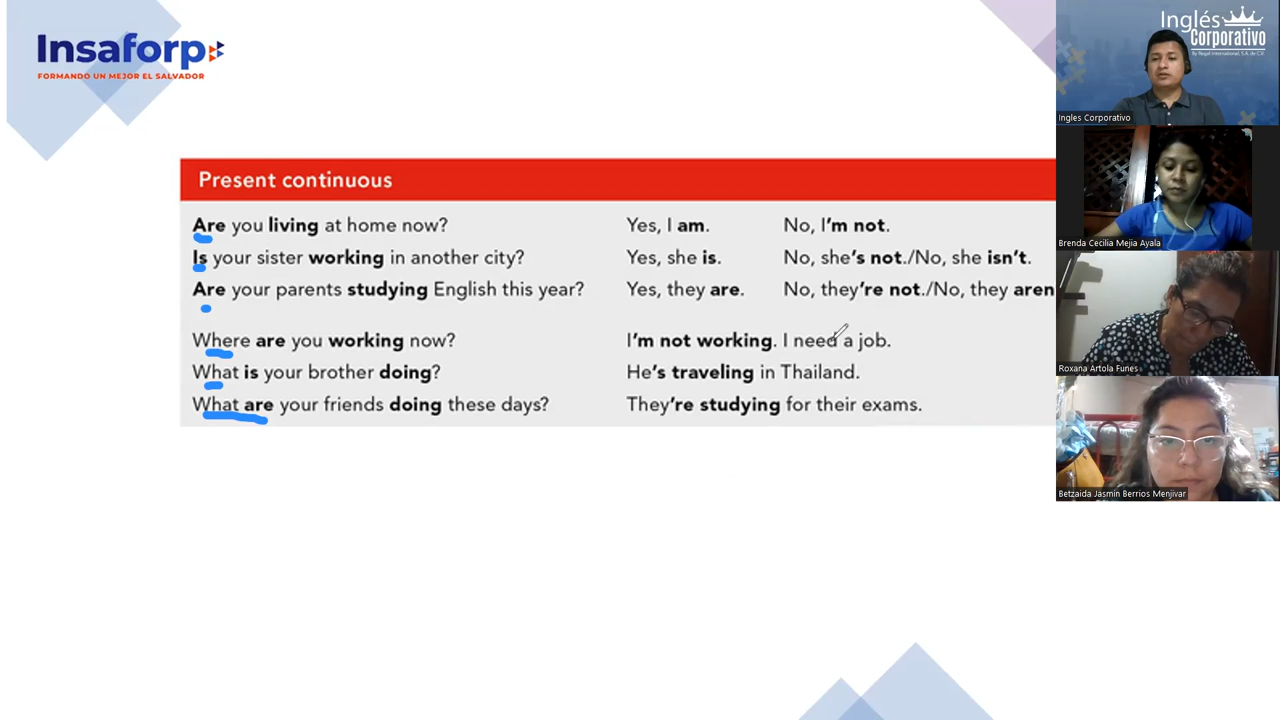 Insaforp
FORMANDO UN MEJOR EL SALVADOR
Present continuous
Are you living at home now? Yes, I am. No, I'm not.
Is your sister working in another city? Yes, she is. No, she's not./No, she isn't.
Are your parents studying English this year? Yes, they are. No, they're not./No, they aren
Where are you working now? I'm not working. I need a job.
What is your brother doing? He's traveling in Thailand.
What are your friends doing these days? They're studying for their exams.
Inglés
Corporativo
By Regal International, S.A. de C.V.
Ingles Corporativo
Brenda Cecilia Mejia Ayala
Roxana Artola Funes
Betzaida Jasmin Berrios Menjivar